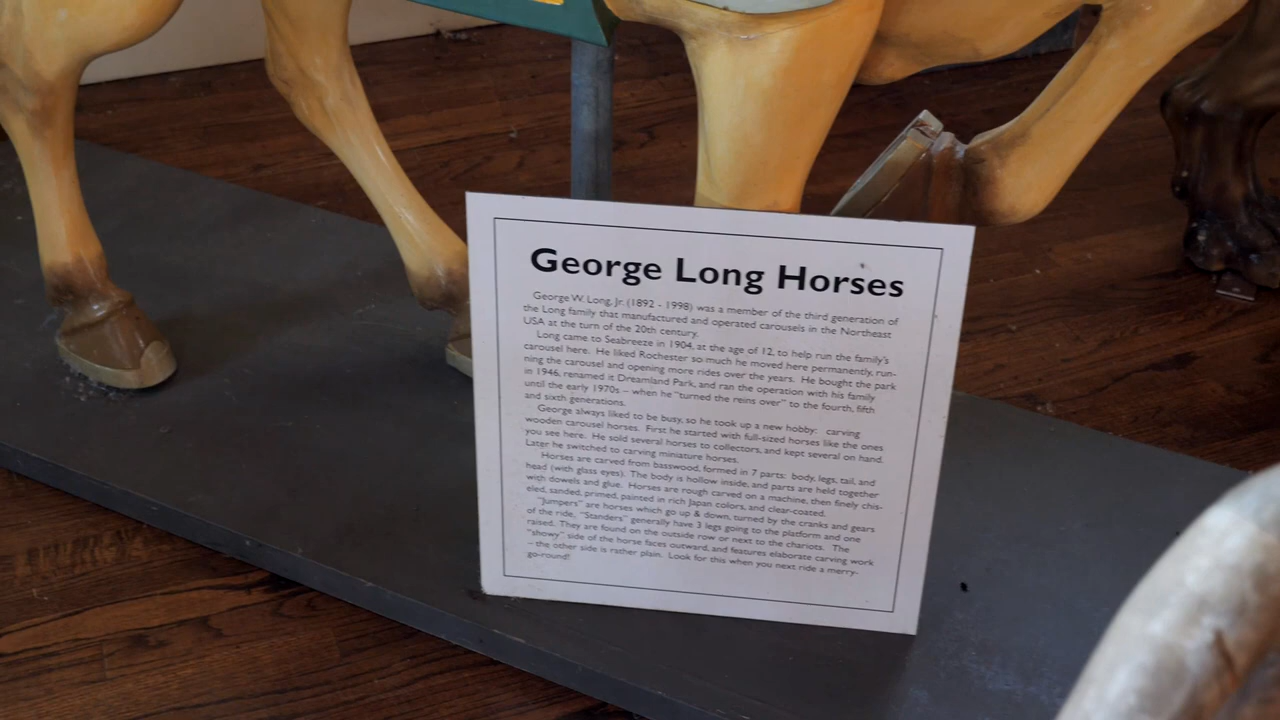 George Long Horses
George W. Long, Jr. (1892 - 1998) was a member of the third generation of
the Long family that manufactured and operated carousels in the Northeast
USA at the turn of the 20th century.
Long came to Seabreeze in 1904, at the age of 12, to help run the family's
carousel here. He liked Rochester so much he moved here permanently, run-
ning the carousel and opening more rides over the years. He bought the park
in 1946, renamed it Dreamland Park, and ran the operation with his family
until the early 1970s – when he "turned the reins over" to the fourth, fifth
and sixth generations.
George always liked to be busy, so he took up a new hobby: carving
wooden carousel horses. First he started with full-sized horses like the ones
you see here. He sold several horses to collectors, and kept several on hand.
Later he switched to carving miniature horses.
Horses are carved from basswood, formed in 7 parts: body, legs, tail, and
head (with glass eyes). The body is hollow inside, and parts are held together
with dowels and glue. Horses are rough carved on a machine, then finely chis-
eled, sanded, primed, painted in rich Japan colors, and clear-coated.
"Jumpers" are horses which go up & down, turned by the cranks and gears
of the ride. "Standers" generally have 3 legs going to the platform and one
raised. They are found on the outside row or next to the chariots. The
"showy" side of the horse faces outward, and features elaborate carving work
– the other side is rather plain. Look for this when you next ride a merry-
go-round!